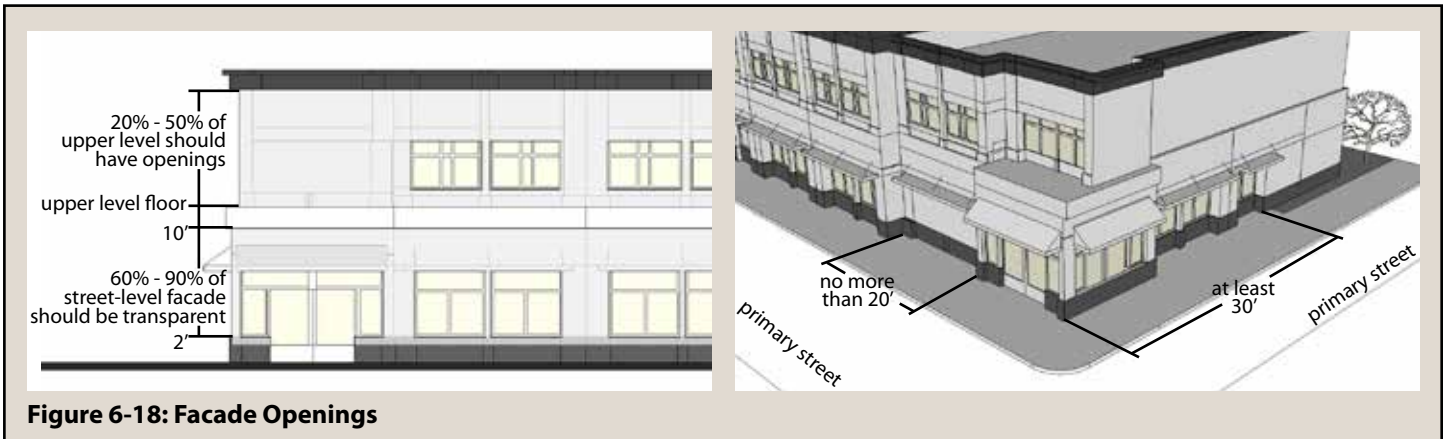 20% - 50% of
upper level should
have openings
upper level floor
10'
60% - 90% of
street-level facade
should be transparent
2'
no more
than 20'
primary street
at least
30'
primary street
Figure 6-18: Facade Openings